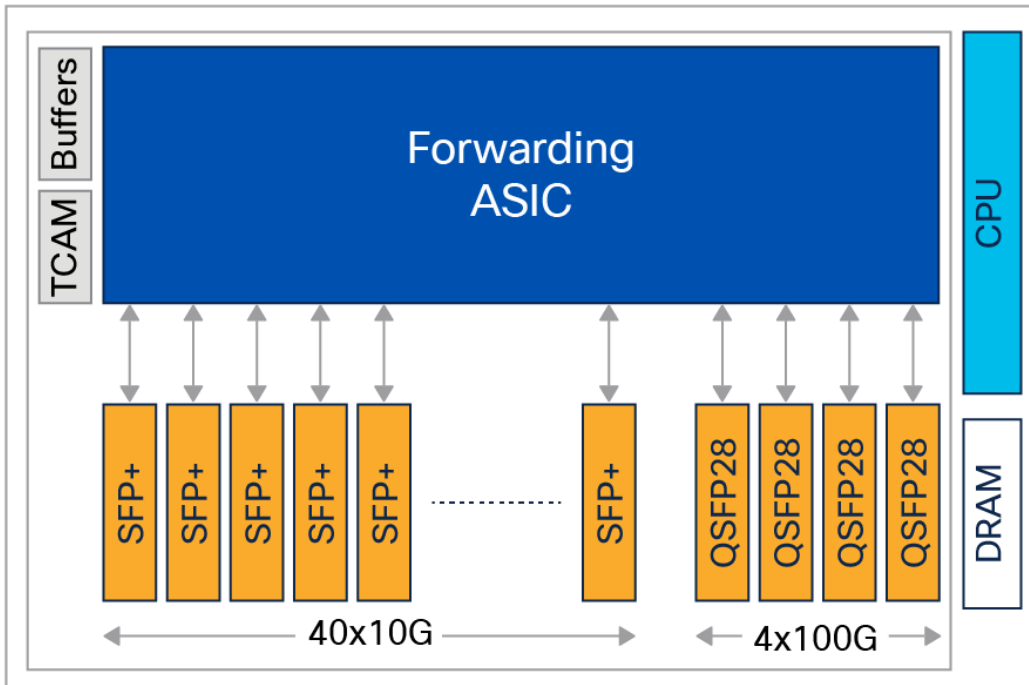 Buffers
TCAM
Forwarding
ASIC
CPU
DRAM
SFP+
SFP+
SFP+
SFP+
SFP+
SFP+
QSFP28
QSFP28
QSFP28
QSFP28
40x10G
4x100G